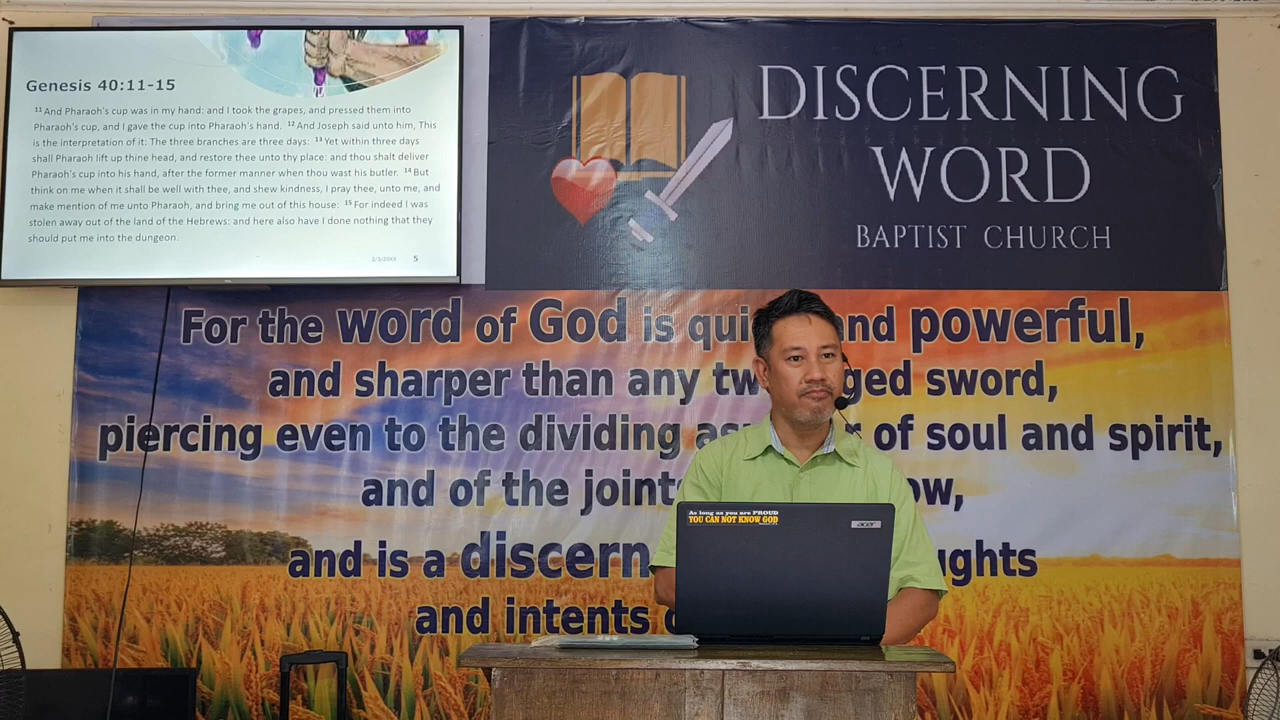 Genesis 40:11-15
11 And Pharaoh's cup was in my hand: and I took the grapes, and pressed them into
Pharaoh's cup, and I gave the cup into Pharaoh's hand. 12 And Joseph said unto him, This
is the interpretation of it: The three branches are three days: 13 Yet within three days
shall Pharaoh lift up thine head, and restore thee unto thy place: and thou shalt deliver
Pharaoh's cup into his hand, after the former manner when thou wast his butler. 14 But
think on me when it shall be well with thee, and shew kindness, I pray thee, unto me, and
make mention of me unto Pharaoh, and bring me out of this house: 15 For indeed I was
stolen away out of the land of the Hebrews: and here also have I done nothing that they
should put me into the dungeon.
2/3/20XX 5
DISCERNING
WORD
BAPTIST CHURCH
For the word of God is qui and powerful,
and sharper than any tw ged sword,
piercing even to the dividing as r of soul and spirit,
and of the joints ow,
and is a discern ughts
and intents
As long as you are PROUD
YOU CAN NOT KNOW GOD
acer